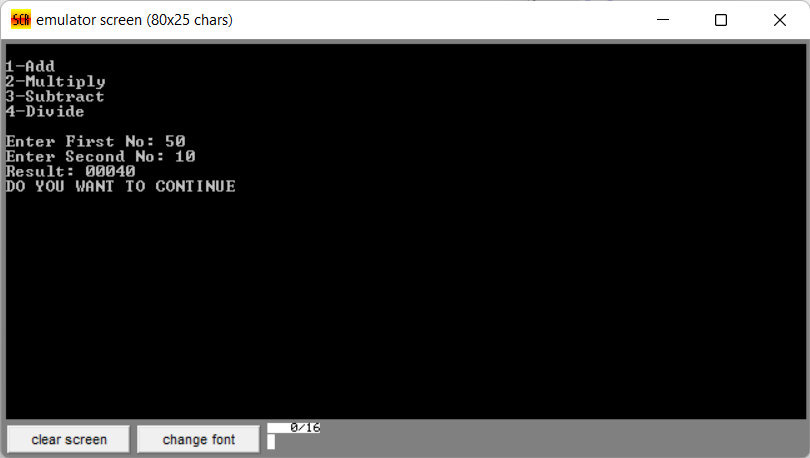 SCR emulator screen (80x25 chars)
1-Add
2-Multiply
3-Subtract
4-Divide
Enter First No: 50
Enter Second No: 10
Result: 00040
DO YOU WANT TO CONTINUE
clear screen change font 0/16